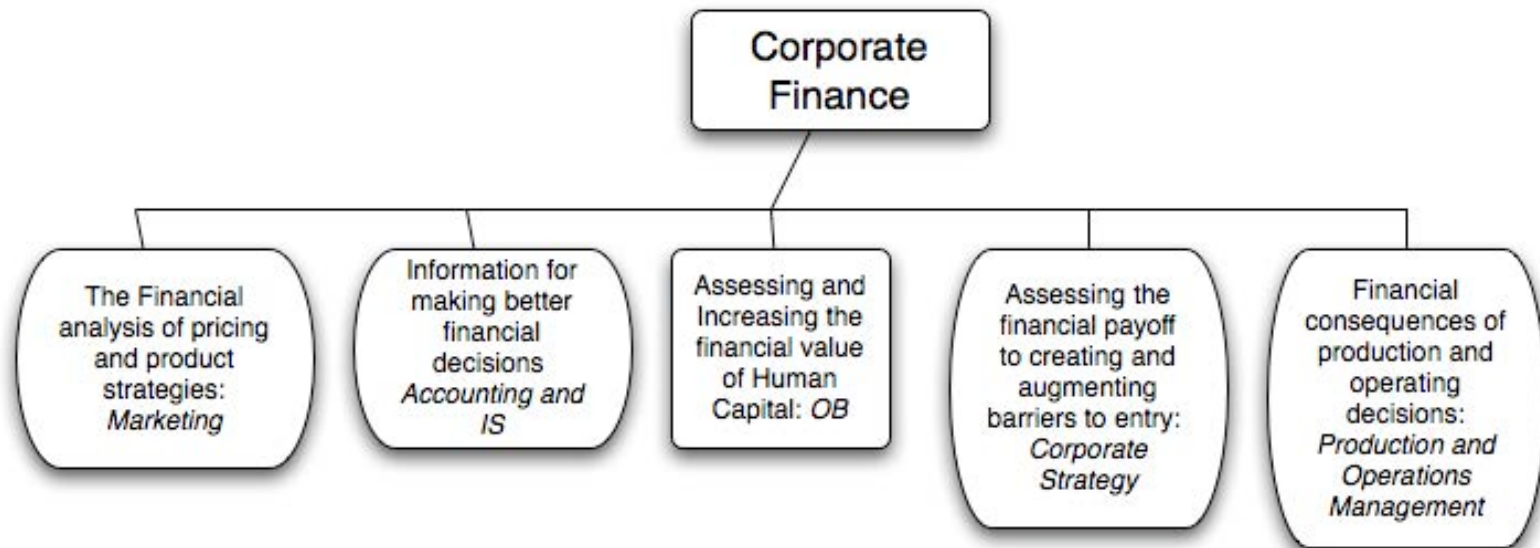 Corporate
Finance
The Financial
analysis of pricing
and product
strategies:
Marketing
Information for
making better
financial
decisions
Accounting and
IS
Assessing and
Increasing the
financial value
of Human
Capital: OB
Assessing the
financial payoff
to creating and
augmenting
barriers to entry:
Corporate
Strategy
Financial
consequences of
production and
operating
decisions:
Production and
Operations
Management